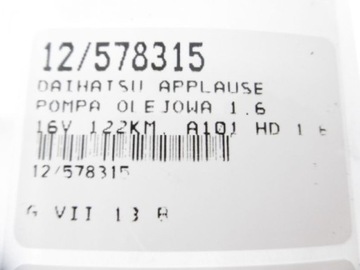 12/578315
DAIHATSU APPLAUSE
POMPA OLEJOWA 1.6
16V 122KM. A101 HD 1 6
12/578315
G VII 13 B